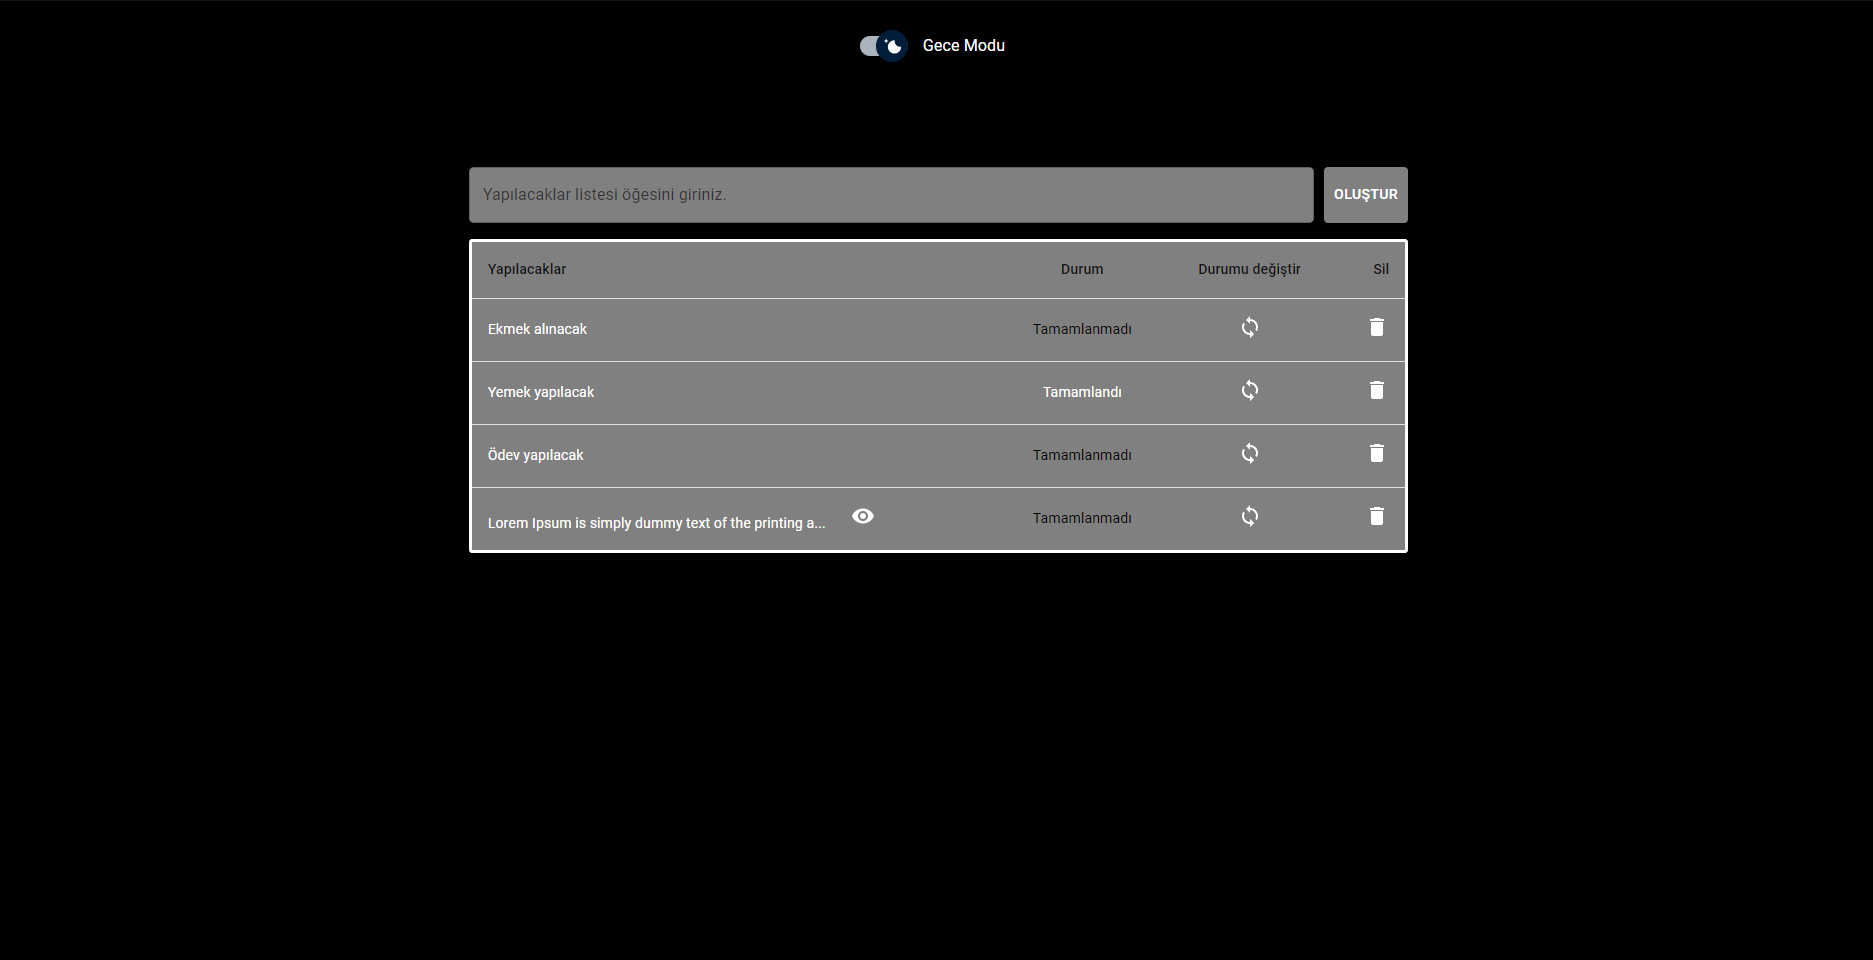 Gece Modu
Yapılacaklar listesi öğesini giriniz. OLUŞTUR
Yapılacaklar Durum Durumu değiştir Sil
Ekmek alınacak Tamamlanmadı
Yemek yapılacak Tamamlandı
Ödev yapılacak Tamamlanmadı
Lorem Ipsum is simply dummy text of the printing a... Tamamlanmadı